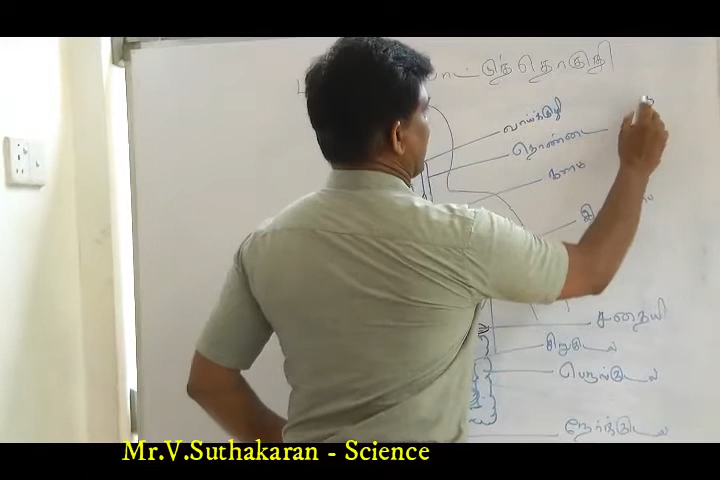 தொகுதி
வாய்க்குழி
தொண்டை
களம்
சதையி
சிறுகுடல்
பெருங்குடல்
நேர்குடல
Mr.V.Suthakaran - Science